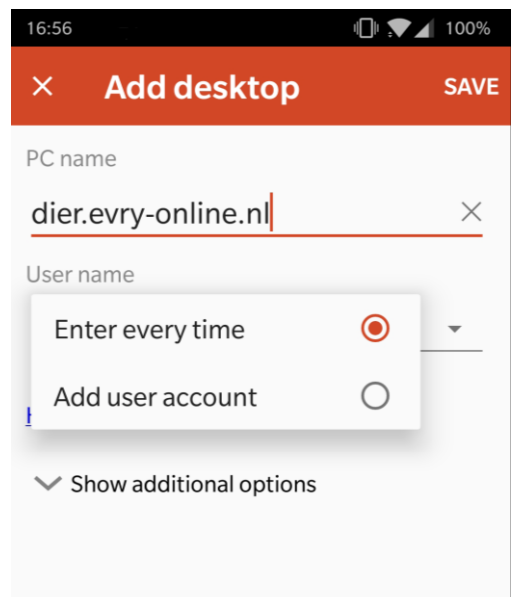 16:56 100%
Add desktop SAVE
PC name
dier.evry-online.nl
User name
Enter every time
Add user account
Show additional options